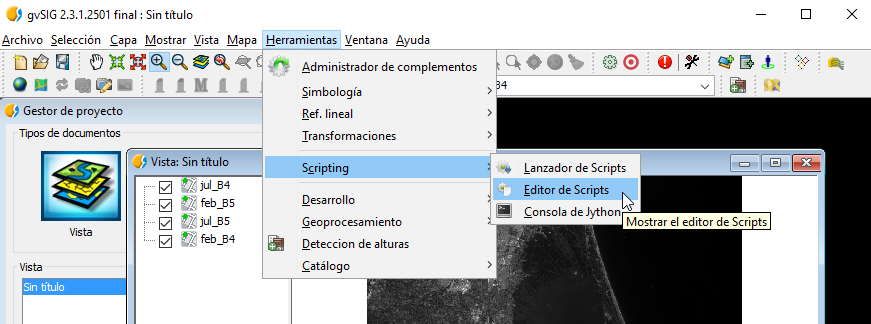 gvSIG 2.3.1.2501 final : Sin título
Archivo Selección Capa Mostrar Vista Mapa Herramientas Ventana Ayuda
Administrador de complementos
Simbología
Ref. lineal
Transformaciones
Scripting
Desarrollo
Geoprocesamiento
Deteccion de alturas
Catálogo
Lanzador de Scripts
Editor de Scripts
Consola de Jython
Mostrar el editor de Scripts
Gestor de proyecto
Tipos de documentos
Vista
Vista
Sin título
Vista: Sin título
jul_B4
feb_B5
jul_B5
feb_B4